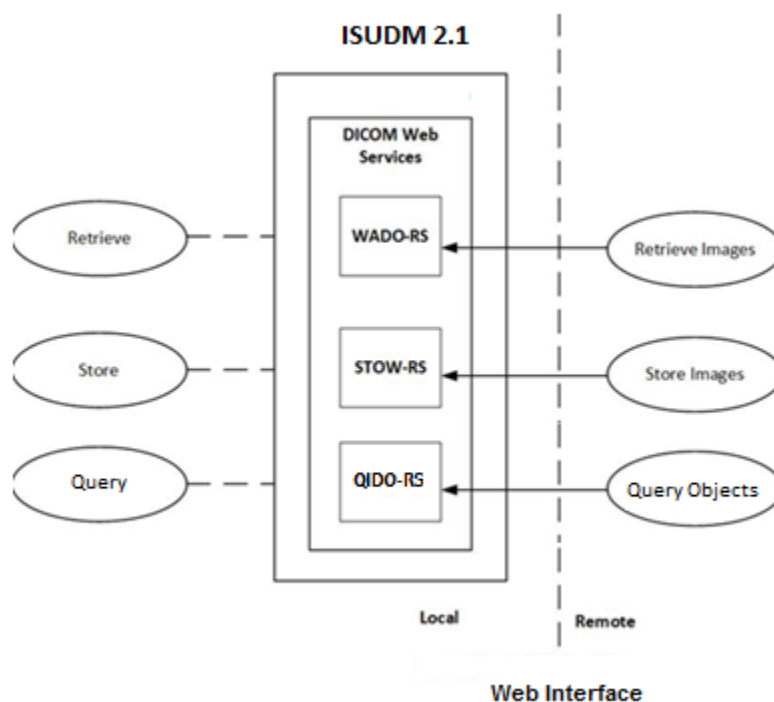 ISUDM 2.1
DICOM Web
Services
Retrieve
WADO-RS
Retrieve Images
Store
STOW-RS
Store Images
Query
QIDO-RS
Query Objects
Local
Remote
Web Interface